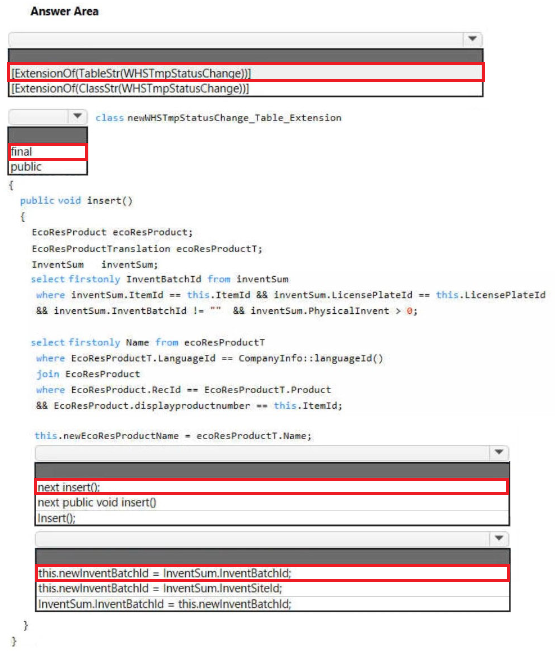 Answer Area
[ExtensionOf(TableStr(WHSTmpStatusChange))]
[ExtensionOf(ClassStr(WHSTmpStatusChange))]
class newWHSTmpStatusChange_Table_Extension
final
public
{
public void insert()
{
EcoResProduct ecoResProduct;
EcoResProductTranslation ecoResProductT;
InventSum inventSum;
select firstonly InventBatchId from inventSum
where inventSum.ItemId == this.ItemId && inventSum.LicensePlateId == this.LicensePlateId
&& inventSum.InventBatchId != "" && inventSum.PhysicalInvent > 0;
select firstonly Name from ecoResProductT
where EcoResProductT.LanguageId == CompanyInfo::languageId()
join EcoResProduct
where EcoResProduct.RecId == EcoResProductT.Product
&& EcoResProduct.displayproductnumber == this.ItemId;
this.newEcoResProductName = ecoResProductT.Name;
next insert();
next public void insert()
Insert();
this.newInventBatchId = InventSum.InventBatchId;
this.newInventBatchId = InventSum.InventSiteId;
InventSum.InventBatchId = this.newInventBatchId;
}
}